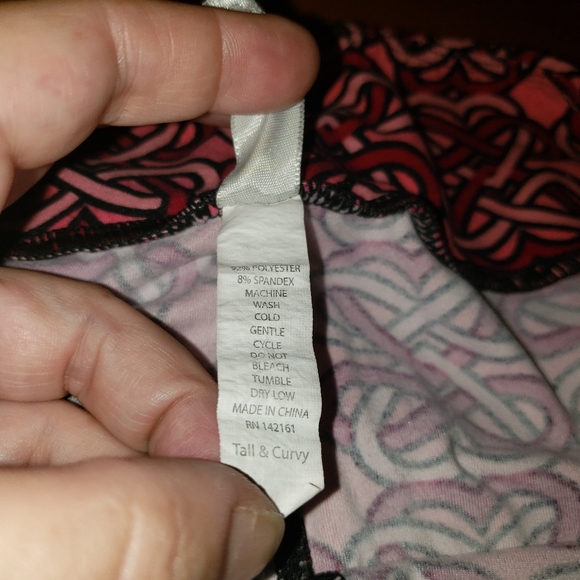 92% POLYESTER
8% SPANDEX
MACHINE
WASH
COLD
GENTLE
CYCLE
DO NOT
BLEACH
TUMBLE
DRY LOW
MADE IN CHINA
RN 142161
Tall & Curvy